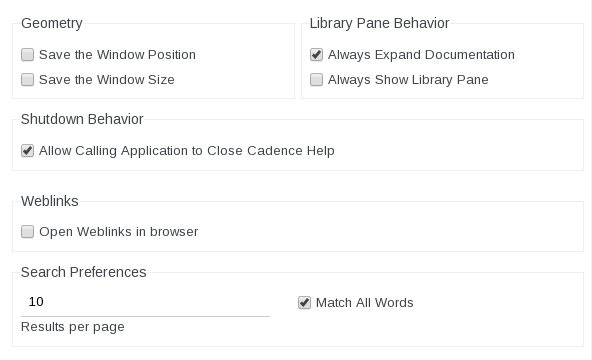 Geometry
Save the Window Position
Save the Window Size
Library Pane Behavior
Always Expand Documentation
Always Show Library Pane
Shutdown Behavior
Allow Calling Application to Close Cadence Help
Weblinks
Open Weblinks in browser
Search Preferences
10
Results per page
Match All Words